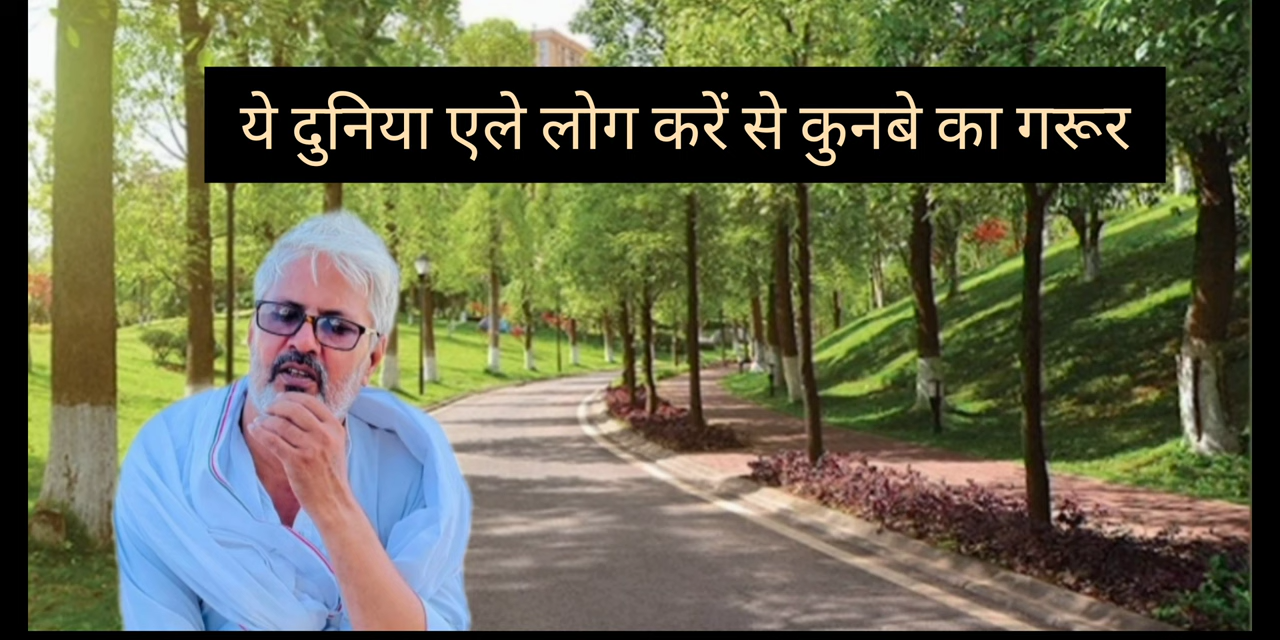 ये दुनिया एले लोग करें से कुनबे का गरूर